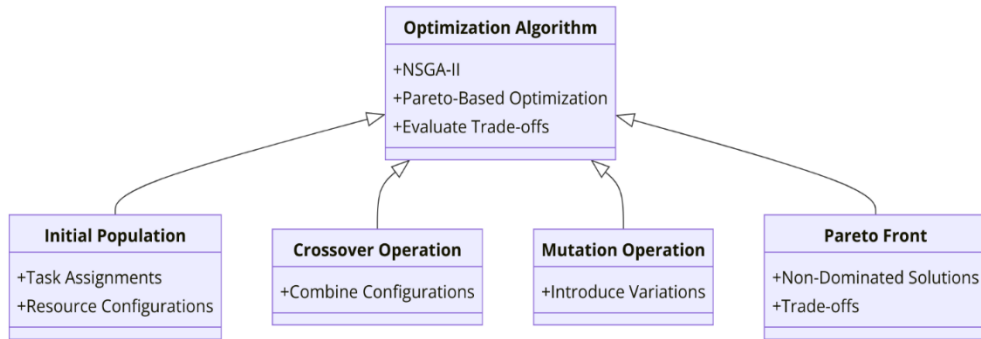 Optimization Algorithm
+NSGA-II
+Pareto-Based Optimization
+Evaluate Trade-offs
Initial Population
+Task Assignments
+Resource Configurations
Crossover Operation
+Combine Configurations
Mutation Operation
+Introduce Variations
Pareto Front
+Non-Dominated Solutions
+Trade-offs